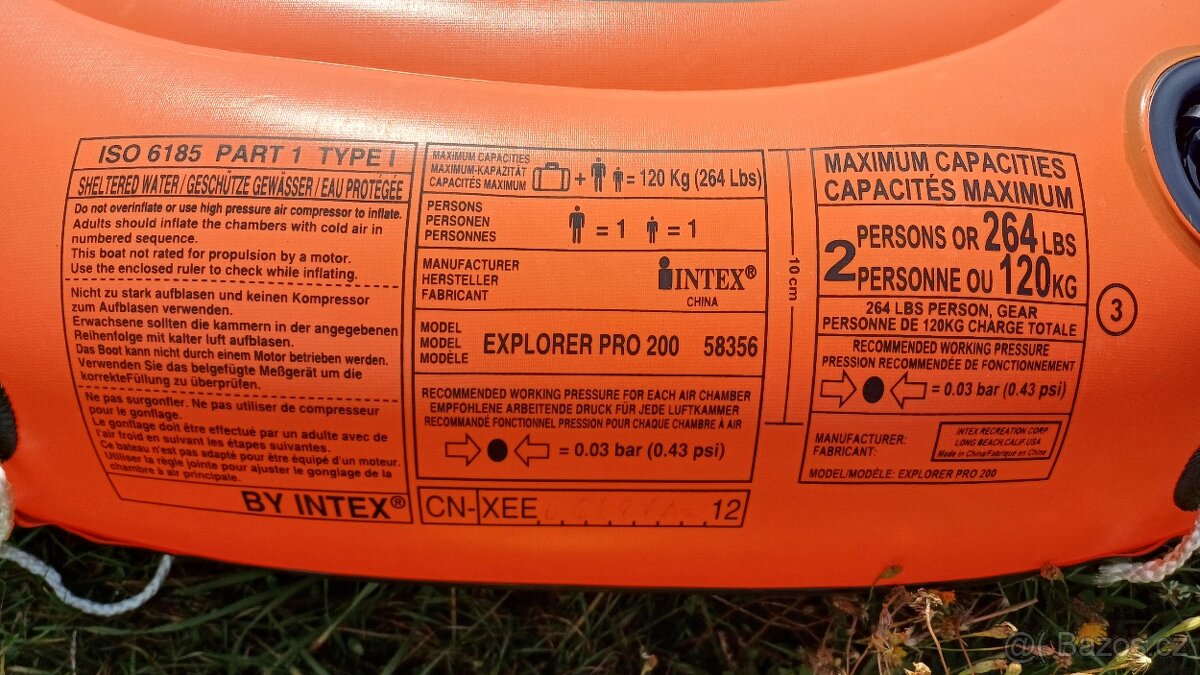 ISO 6185 PART 1 TYPE I
SHELTERED WATER / GESCHÜTZE GEWÄSSER / EAU PROTÉGÉE
Do not overinflate or use high pressure air compressor to inflate.
Adults should inflate the chambers with cold air in
numbered sequence.
This boat not rated for propulsion by a motor.
Use the enclosed ruler to check while inflating.
Nicht zu stark aufblasen und keinen Kompressor
zum Aufblasen verwenden.
Erwachsene sollten die kammern in der angegebenen
Reihenfolge mit kalter luft aufblasen.
Das Boot kann nicht durch einem Motor betrieben werden.
Verwenden Sie das belgefügte Meßgerät um die
korrekteFüllung zu überprüfen.
Ne pas surgonfler. Ne pas utiliser de compresseur
pour le gonflage.
Le gonflage doit être effectué par un adulte avec de
l'air froid en suivant les étapes suivantes.
Ce bateau n'est pas adapté pour être équipé d'un moteur.
Utiliser la règle jointe pour ajuster le gonglage de la
chambre à air principale.
BY INTEX®
MAXIMUM CAPACITIES
MAXIMUM-KAPAZITÄT
CAPACITÉS MAXIMUM
+ = 120 Kg (264 Lbs)
PERSONS
PERSONEN
PERSONNES
= 1 = 1
MANUFACTURER
HERSTELLER
FABRICANT
INTEX®
CHINA
MODEL
MODELL
MODÈLE
EXPLORER PRO 200 58356
RECOMMENDED WORKING PRESSURE FOR EACH AIR CHAMBER
EMPFOHLENE ARBEITENDE DRUCK FÜR JEDE LUFTKAMMER
RECOMMANDÉ FONCTIONNEL PRESSION POUR CHAQUE CHAMBRE À AIR
= 0.03 bar (0.43 psi)
CN- XEE 12
10 cm
MAXIMUM CAPACITIES
CAPACITÉS MAXIMUM
2 PERSONS OR 264 LBS
PERSONNE OU 120 KG
264 LBS PERSON, GEAR
PERSONNE DE 120KG CHARGE TOTALE
RECOMMENDED WORKING PRESSURE
PRESSION RECOMMANDÉE DE FONCTIONNEMENT
= 0.03 bar (0.43 psi)
MANUFACTURER:
FABRICANT:
INTEX RECREATION CORP
LONG BEACH,CALIF.USA
Made in China/Fabriqué en Chine
MODEL/MODÈLE: EXPLORER PRO 200
3
Bazos.cz